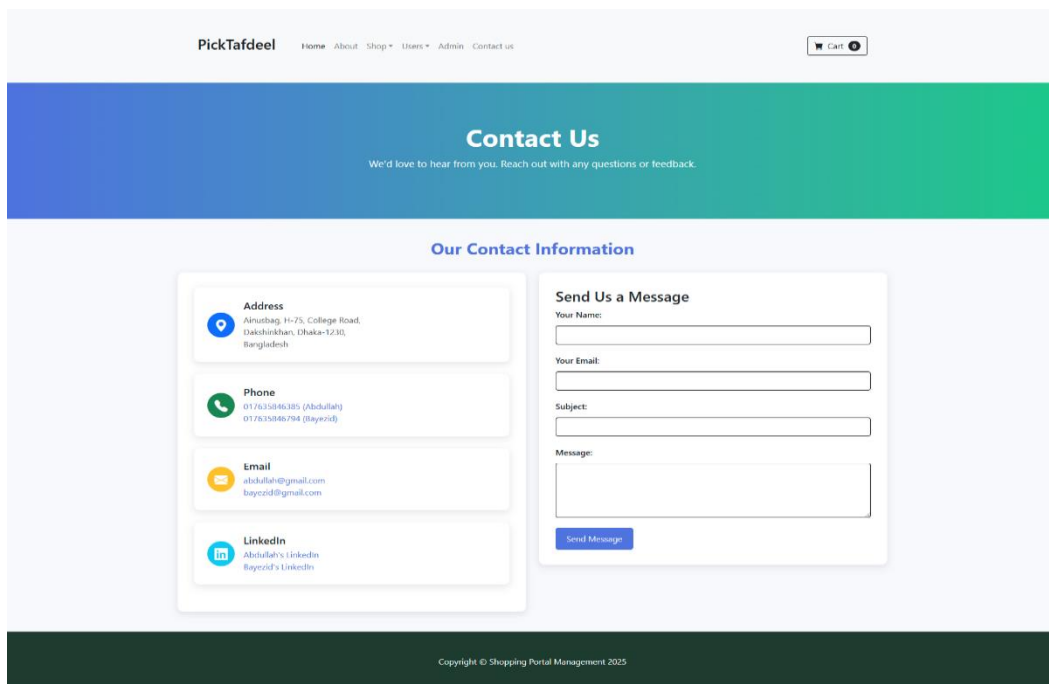 PickTafdeel Home About Shop Users Admin Contact us Cart 0
Contact Us
We'd love to hear from you. Reach out with any questions or feedback.
Our Contact Information
Address
Ainusbag, H-75, College Road,
Dakshinkhan, Dhaka-1230,
Bangladesh
Phone
017635846385 (Abdullah)
017635846794 (Bayezid)
Email
abdullah@gmail.com
bayezid@gmail.com
LinkedIn
Abdullah's LinkedIn
Bayezid's LinkedIn
Send Us a Message
Your Name:
Your Email:
Subject:
Message:
Send Message
Copyright © Shopping Portal Management 2025